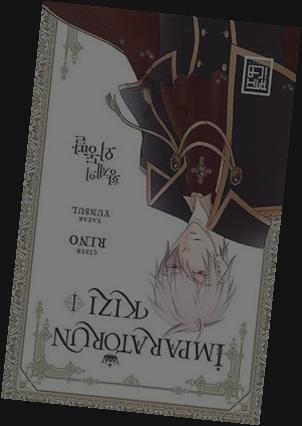 İMPARATORUN
KIZI 1
ÇİZER
RINO
YAZAR
YUNSUL
황제의
외동딸